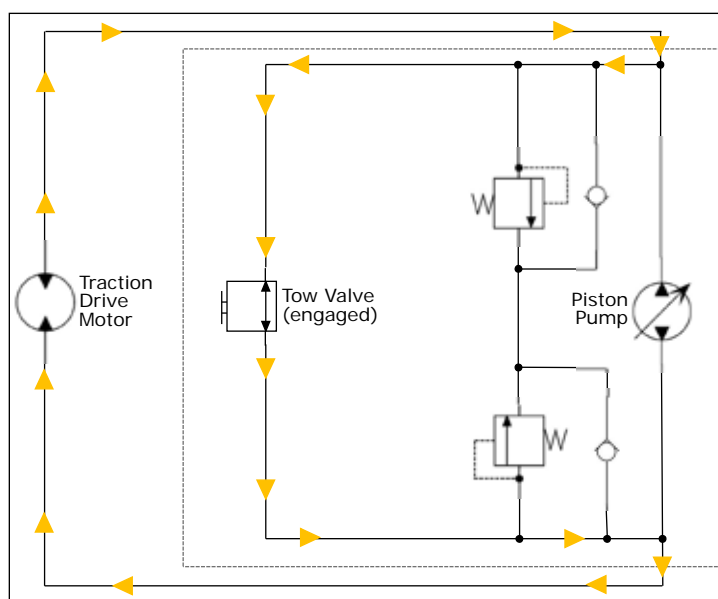 Traction
Drive
Motor
Tow Valve
(engaged)
Piston
Pump